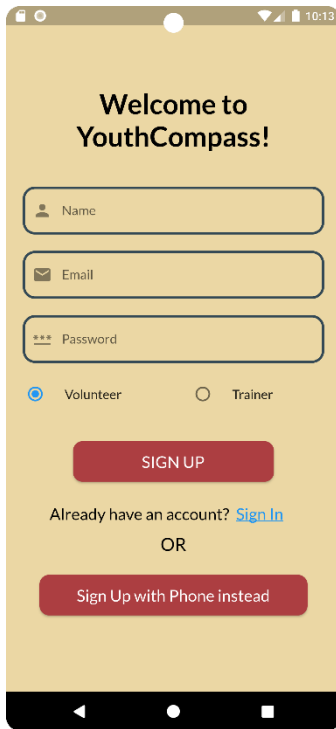 10:13
Welcome to
YouthCompass!
Name
Email
*** Password
Volunteer Trainer
SIGN UP
Already have an account? Sign In
OR
Sign Up with Phone instead